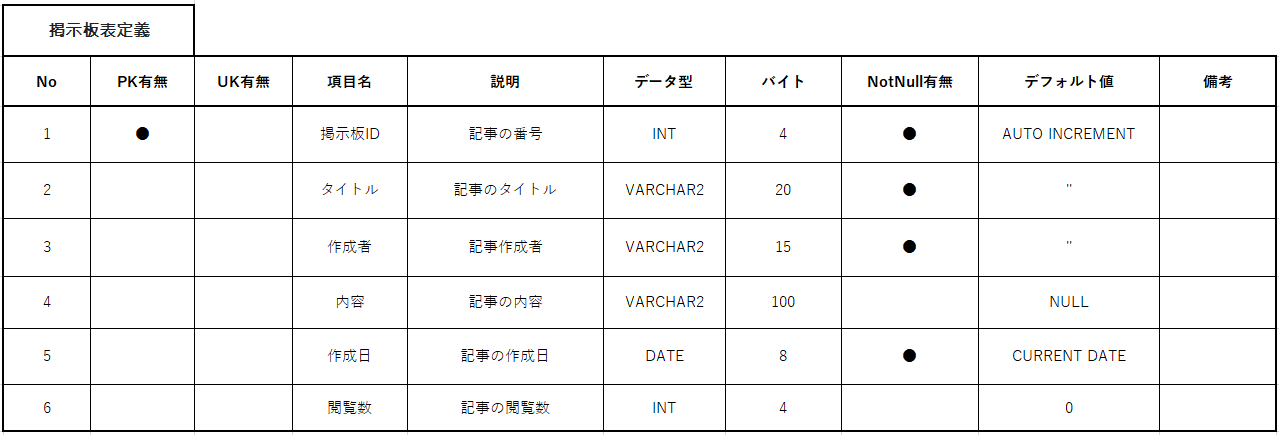 掲示板表定義
No PK有無 UK有無 項目名 説明 データ型 バイト NotNull有無 デフォルト値 備考
1 ● 掲示板ID 記事の番号 INT 4 ● AUTO INCREMENT
2 タイトル 記事のタイトル VARCHAR2 20 ● "
3 作成者 記事作成者 VARCHAR2 15 ● "
4 内容 記事の内容 VARCHAR2 100 NULL
5 作成日 記事の作成日 DATE 8 ● CURRENT DATE
6 閲覧数 記事の閲覧数 INT 4 0